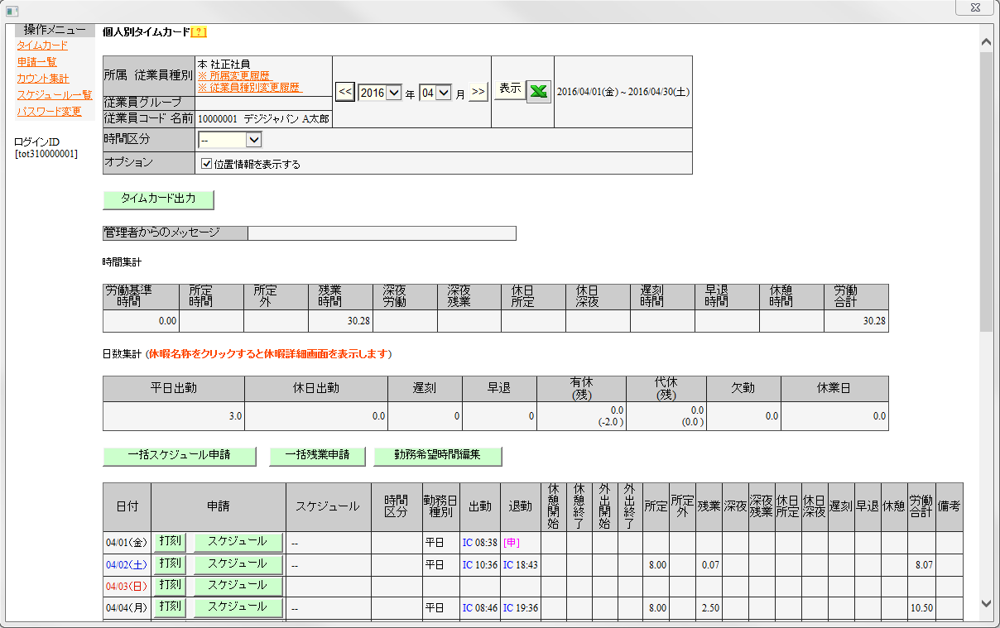 操作メニュー
タイムカード
申請一覧
カウント集計
スケジュール一覧
パスワード変更
ログインID
[tot310000001]
個人別タイムカード[?]
所属 従業員種別
本 社正社員
※ 所属変更履歴
※ 従業員種別変更履歴
従業員グループ
従業員コード 名前
10000001 デジジャパン A太郎
<< 2016 年 04 月 >>
表示
2016/04/01(金) ~ 2016/04/30(土)
時間区分
--
オプション
位置情報を表示する
タイムカード出力
管理者からのメッセージ
時間集計
労働基準時間 所定時間 所定外 残業時間 深夜労働 深夜残業 休日所定 休日深夜 遅刻時間 早退時間 休憩時間 労働合計
0.00 30.28 30.28
日数集計 (休暇名称をクリックすると休暇詳細画面を表示します)
平日出勤 休日出勤 遅刻 早退 有休(残) 代休(残) 欠勤 休業日
3.0 0.0 0 0 0.0 (-2.0 ) 0.0 (0.0 ) 0.0 0.0
一括スケジュール申請 一括残業申請 勤務希望時間編集
日付 申請 スケジュール 時間区分 勤務日種別 出勤 退勤 休憩開始 休憩終了 外出開始 外出終了 所定 所定外 残業 深夜 深夜残業 休日所定 休日深夜 遅刻 早退 休憩 労働合計 備考
04/01(金) 打刻 スケジュール -- 平日 IC 08:38 [申]
04/02(土) 打刻 スケジュール -- 平日 IC 10:36 IC 18:43 8.00 0.07 8.07
04/03(日) 打刻 スケジュール
04/04(月) 打刻 スケジュール -- 平日 IC 08:46 IC 19:36 8.00 2.50 10.50